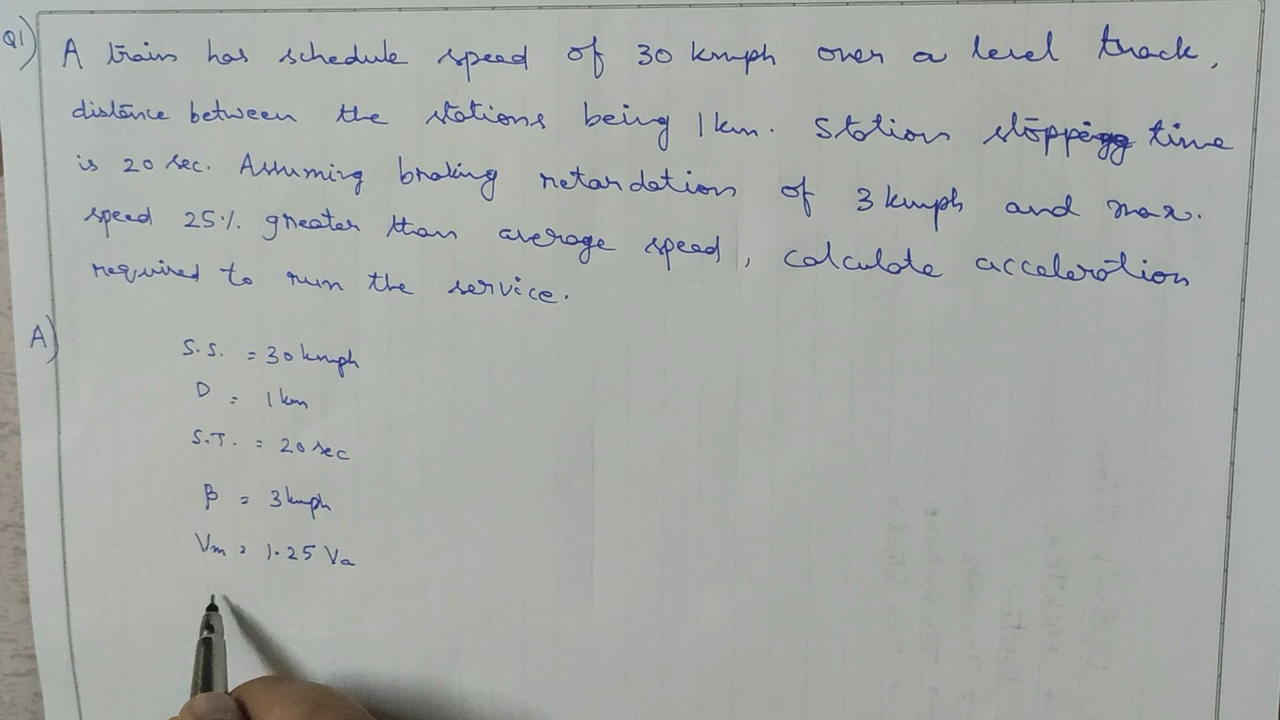 Q1) A train has schedule speed of 30 kmph over a level track,
distance between the stations being 1 km. Station stopping time
is 20 sec. Assuming braking retardation of 3 kmph and max.
speed 25% greater than average speed, calculate acceleration
required to run the service.
A)
S.S. = 30 kmph
D = 1 km
S.T. = 20 sec
β = 3 kmph
Vm = 1.25 Va